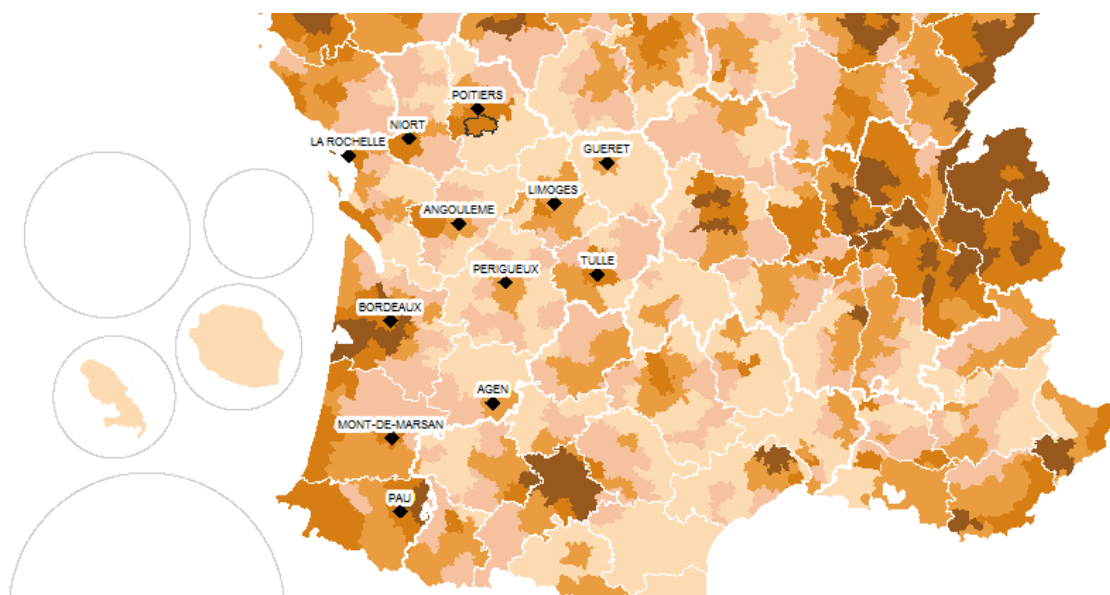 POITIERS
NIORT
LA ROCHELLE
GUERET
LIMOGES
ANGOULEME
TULLE
PERIGUEUX
BORDEAUX
AGEN
MONT-DE-MARSAN
PAU